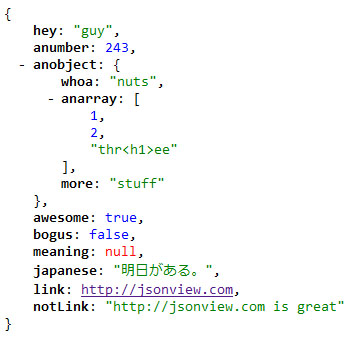 {
hey: "guy",
anumber: 243,
- anobject: {
whoa: "nuts",
- anarray: [
1,
2,
"thr<h1>ee"
],
more: "stuff"
},
awesome: true,
bogus: false,
meaning: null,
japanese: "明日がある。",
link: http://jsonview.com,
notLink: "http://jsonview.com is great"
}